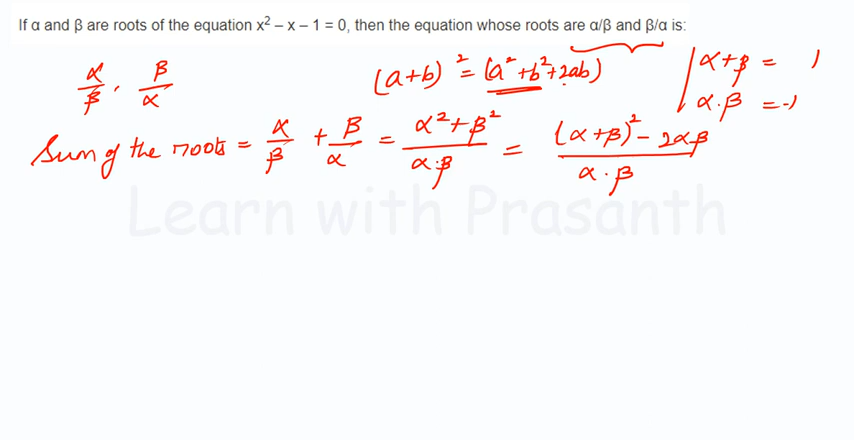 If α and β are roots of the equation x² – x – 1 = 0, then the equation whose roots are α/β and β/α is:
α/β , β/α
(a+b)² = (a²+b²+2ab)
α+β = 1
α.β = -1
Sum of the roots = α/β + β/α = (α²+β²)/(α.β) = ((α+β)² - 2αβ)/(α.β)
Learn with Prasanth